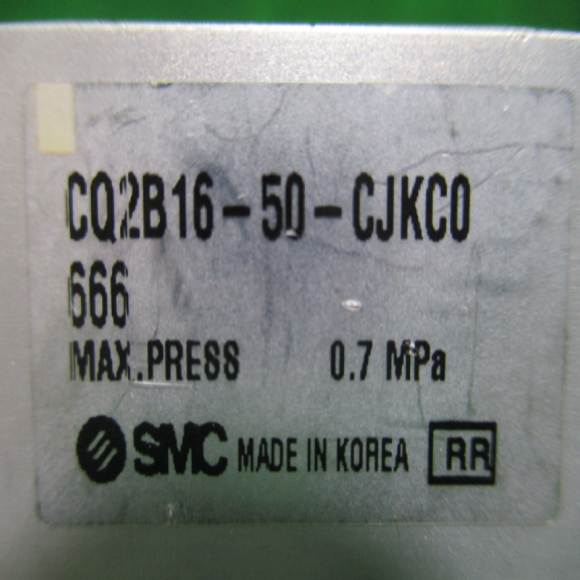 CQ2B16-50-CJKC0
666
MAX.PRESS 0.7 MPa
SMC MADE IN KOREA RR